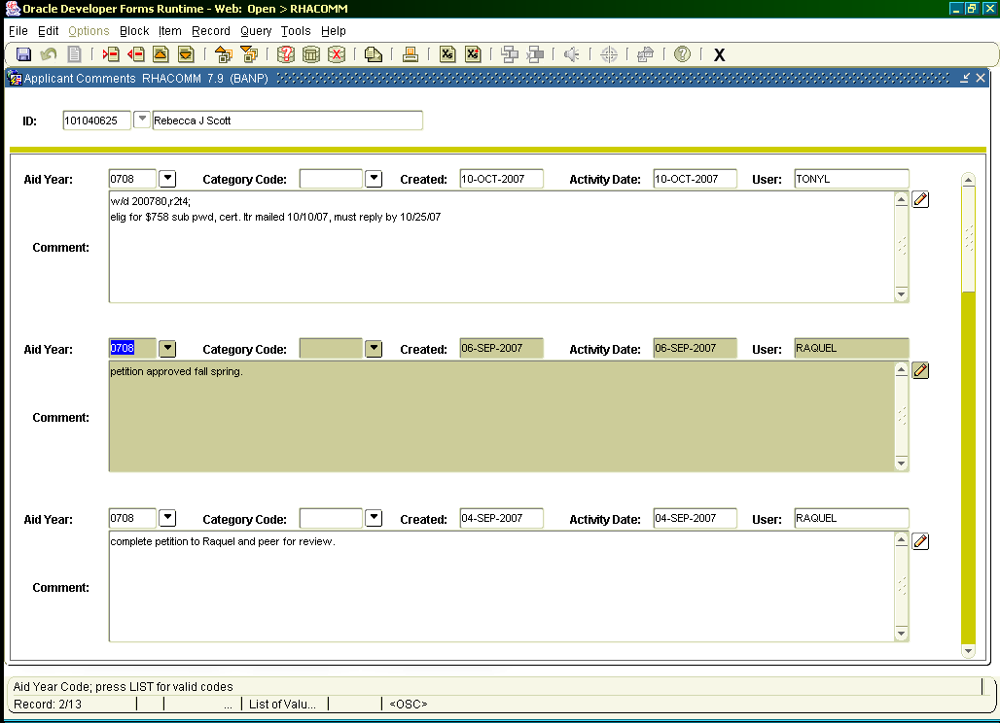 Oracle Developer Forms Runtime - Web: Open > RHACOMM
File Edit Options Block Item Record Query Tools Help
X
Applicant Comments RHACOMM 7.9 (BANP)
ID: 101040625 Rebecca J Scott
Aid Year: 0708 Category Code: Created: 10-OCT-2007 Activity Date: 10-OCT-2007 User: TONYL
w/d 200780,r2t4;
elig for $758 sub pwd, cert. ltr mailed 10/10/07, must reply by 10/25/07
Comment:
Aid Year: 0708 Category Code: Created: 06-SEP-2007 Activity Date: 06-SEP-2007 User: RAQUEL
petition approved fall spring.
Comment:
Aid Year: 0708 Category Code: Created: 04-SEP-2007 Activity Date: 04-SEP-2007 User: RAQUEL
complete petition to Raquel and peer for review.
Comment:
Aid Year Code; press LIST for valid codes
Record: 2/13 ... List of Valu... <OSC>